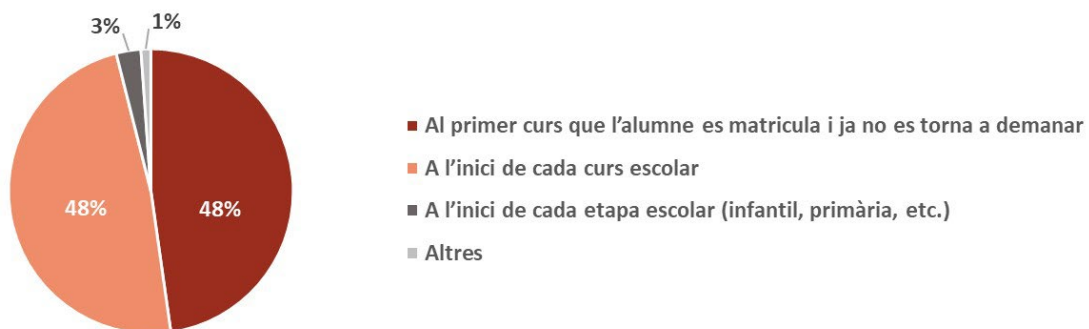 3%
1%
48%
48%
Al primer curs que l’alumne es matricula i ja no es torna a demanar
A l’inici de cada curs escolar
A l’inici de cada etapa escolar (infantil, primària, etc.)
Altres